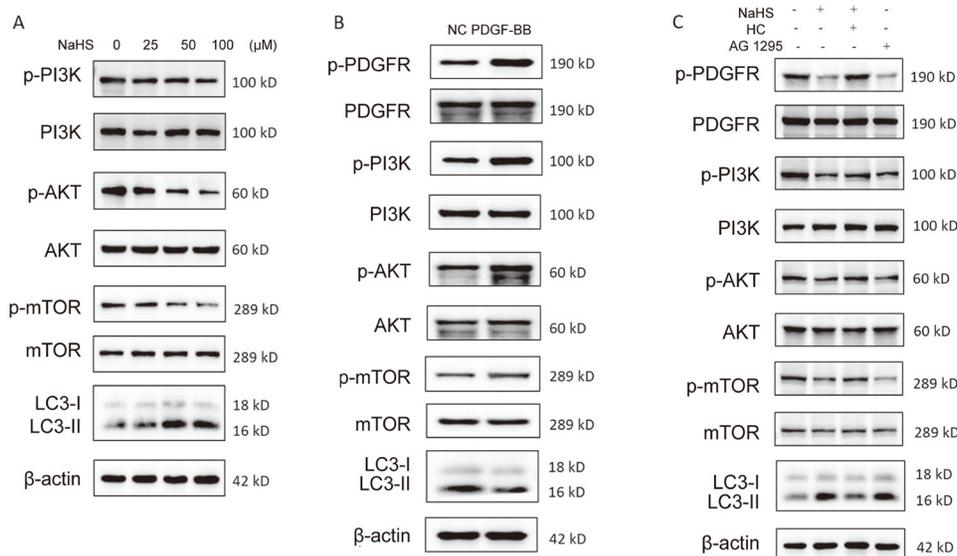 A
NaHS 0 25 50 100 (μM)
p-PI3K 100 kD
PI3K 100 kD
p-AKT 60 kD
AKT 60 kD
p-mTOR 289 kD
mTOR 289 kD
LC3-I 18 kD
LC3-II 16 kD
β-actin 42 kD
B
NC PDGF-BB
p-PDGFR 190 kD
PDGFR 190 kD
p-PI3K 100 kD
PI3K 100 kD
p-AKT 60 kD
AKT 60 kD
p-mTOR 289 kD
mTOR 289 kD
LC3-I 18 kD
LC3-II 16 kD
β-actin 42 kD
C
NaHS - + + -
HC - - + -
AG 1295 - - - +
p-PDGFR 190 kD
PDGFR 190 kD
p-PI3K 100 kD
PI3K 100 kD
p-AKT 60 kD
AKT 60 kD
p-mTOR 289 kD
mTOR 289 kD
LC3-I 18 kD
LC3-II 16 kD
β-actin 42 kD